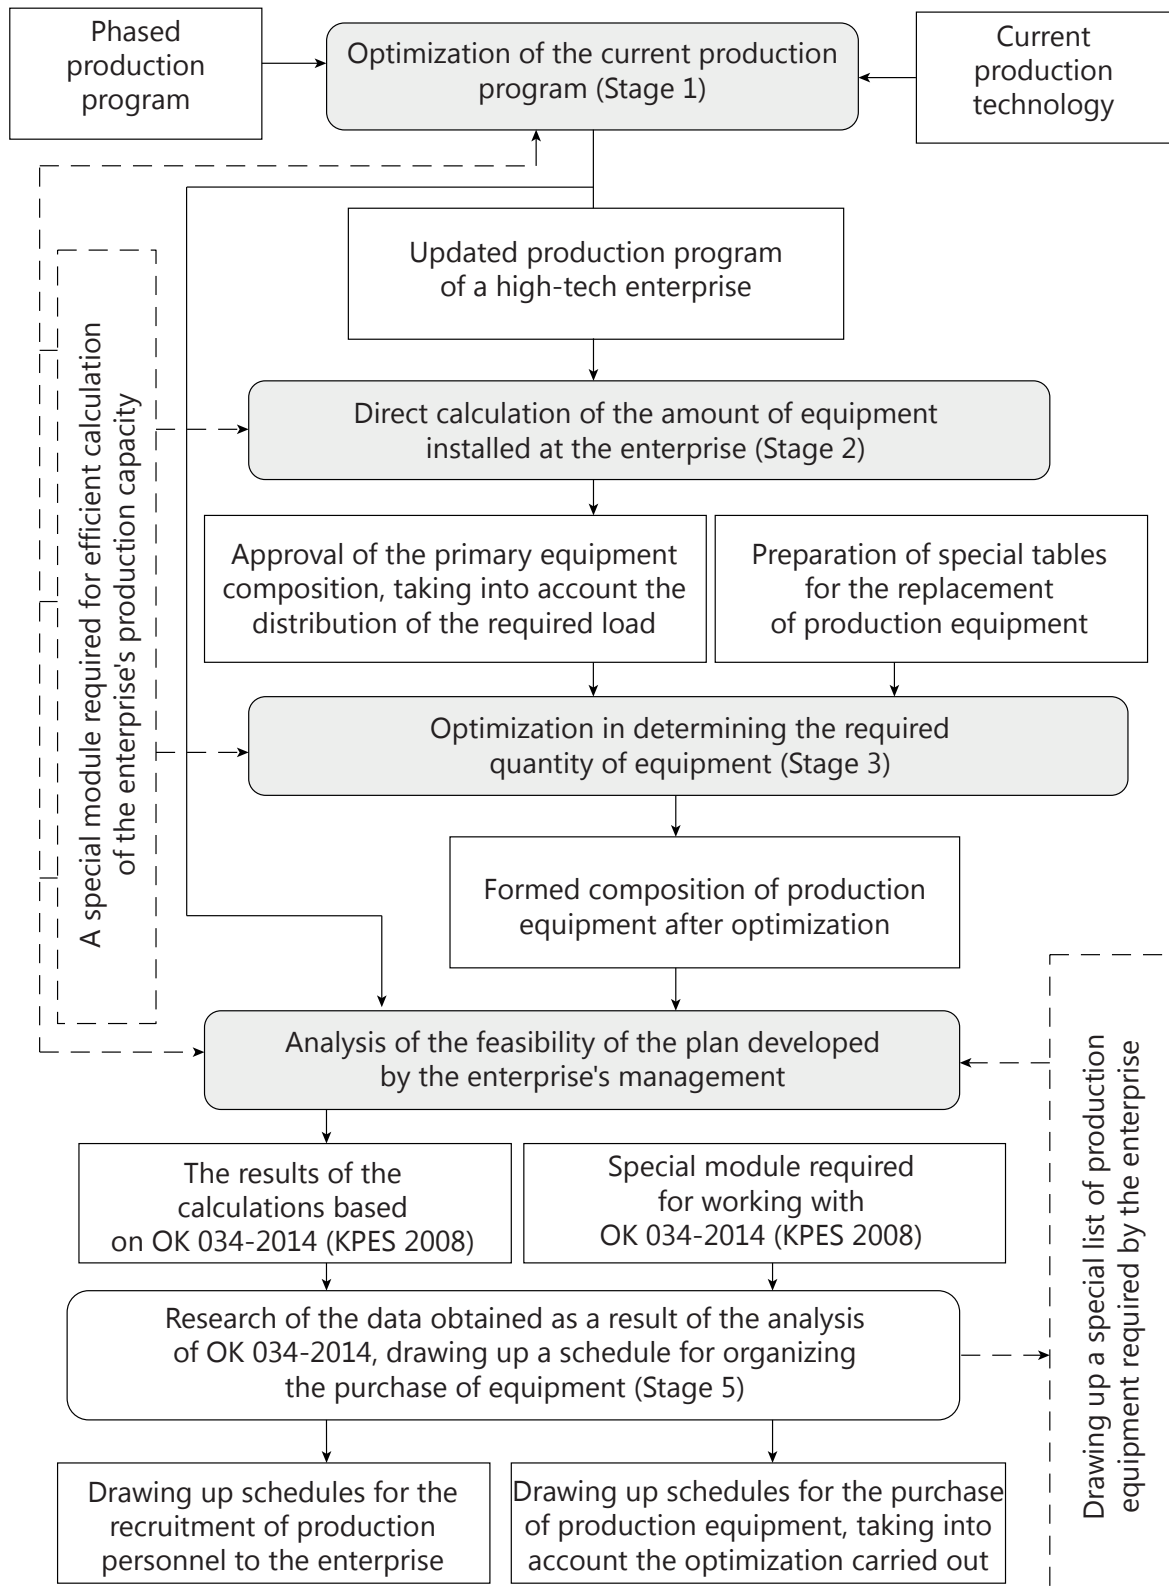 Phased
production
program
Optimization of the current production
program (Stage 1)
Current
production
technology
Updated production program
of a high-tech enterprise
A special module required for efficient calculation
of the enterprise's production capacity
Direct calculation of the amount of equipment
installed at the enterprise (Stage 2)
Approval of the primary equipment
composition, taking into account the
distribution of the required load
Preparation of special tables
for the replacement
of production equipment
Optimization in determining the required
quantity of equipment (Stage 3)
Formed composition of production
equipment after optimization
Analysis of the feasibility of the plan developed
by the enterprise's management
Drawing up a special list of production
equipment required by the enterprise
The results of the
calculations based
on OK 034-2014 (KPES 2008)
Special module required
for working with
OK 034-2014 (KPES 2008)
Research of the data obtained as a result of the analysis
of OK 034-2014, drawing up a schedule for organizing
the purchase of equipment (Stage 5)
Drawing up schedules for the
recruitment of production
personnel to the enterprise
Drawing up schedules for the purchase
of production equipment, taking into
account the optimization carried out